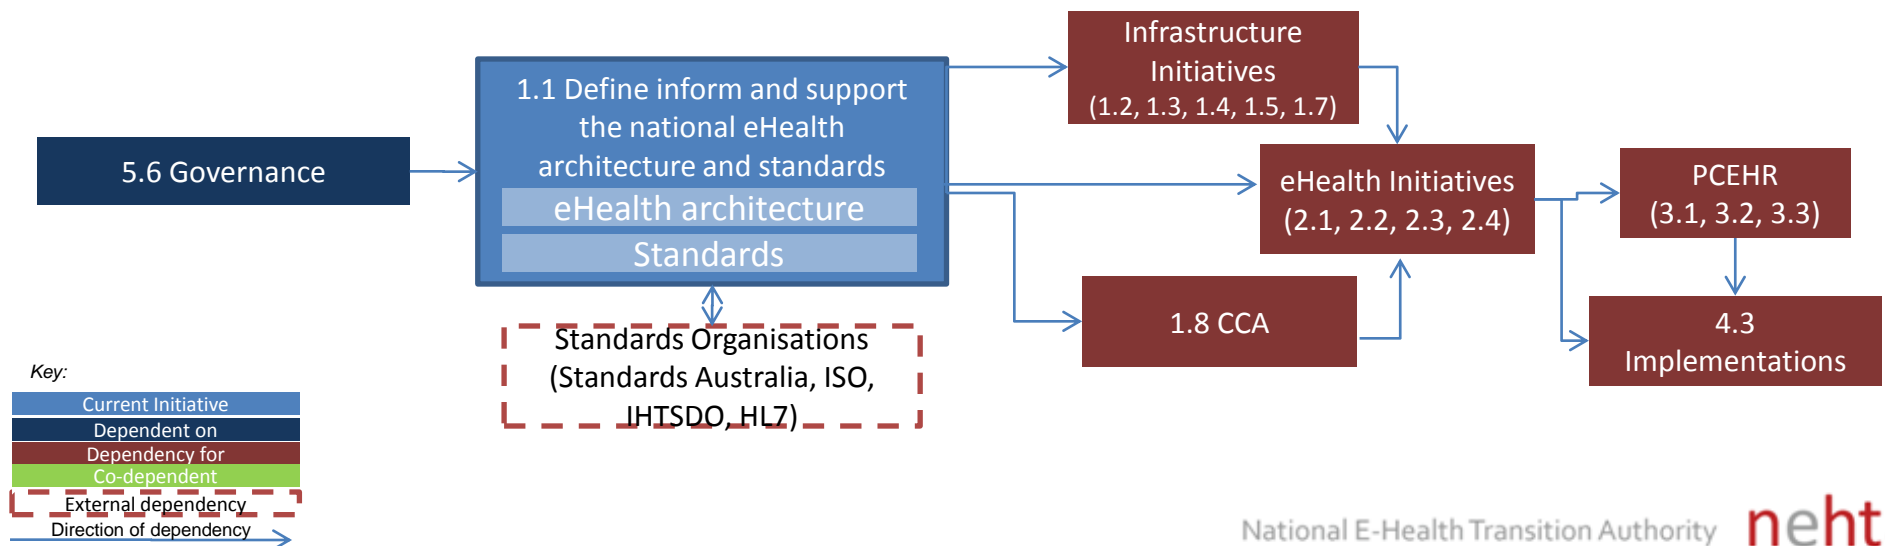 5.6 Governance
1.1 Define inform and support
the national eHealth
architecture and standards
eHealth architecture
Standards
Standards Organisations
(Standards Australia, ISO,
IHTSDO, HL7)
Infrastructure
Initiatives
(1.2, 1.3, 1.4, 1.5, 1.7)
eHealth Initiatives
(2.1, 2.2, 2.3, 2.4)
1.8 CCA
PCEHR
(3.1, 3.2, 3.3)
4.3
Implementations
Key:
Current Initiative
Dependent on
Dependency for
Co-dependent
External dependency
Direction of dependency
National E-Health Transition Authority neht